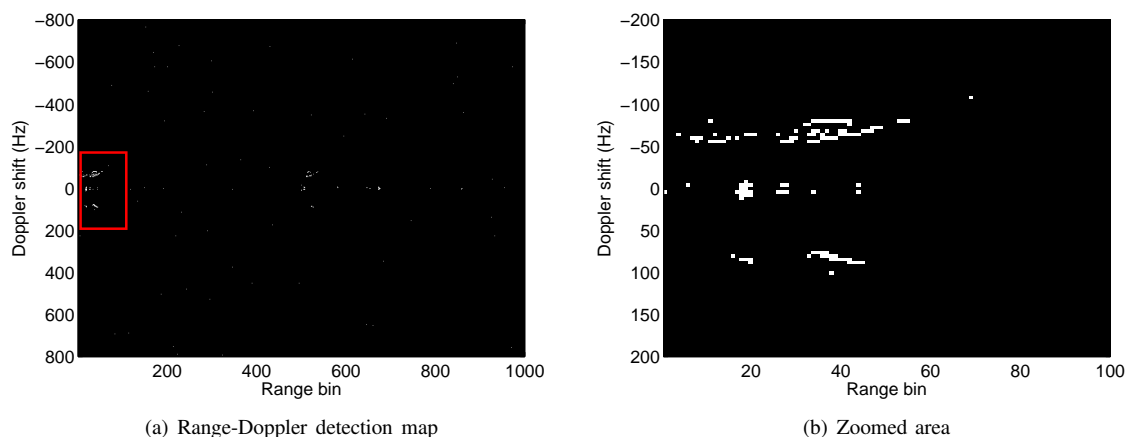 −800
−600
−400
−200
0
200
400
600
800
Doppler shift (Hz)
200 400 600 800 1000
Range bin
(a) Range-Doppler detection map
−200
−150
−100
−50
0
50
100
150
200
Doppler shift (Hz)
20 40 60 80 100
Range bin
(b) Zoomed area